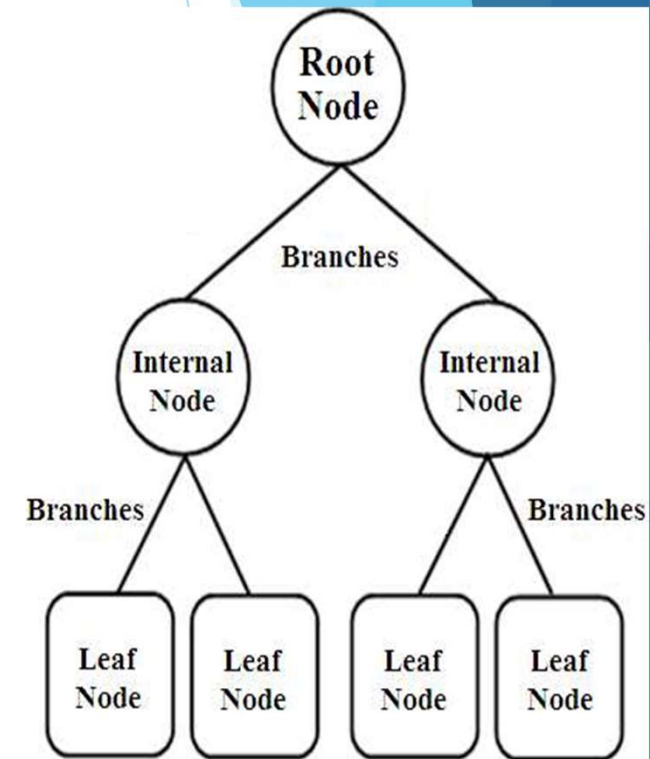 Root
Node
Branches
Internal
Node
Internal
Node
Branches
Branches
Leaf
Node
Leaf
Node
Leaf
Node
Leaf
Node